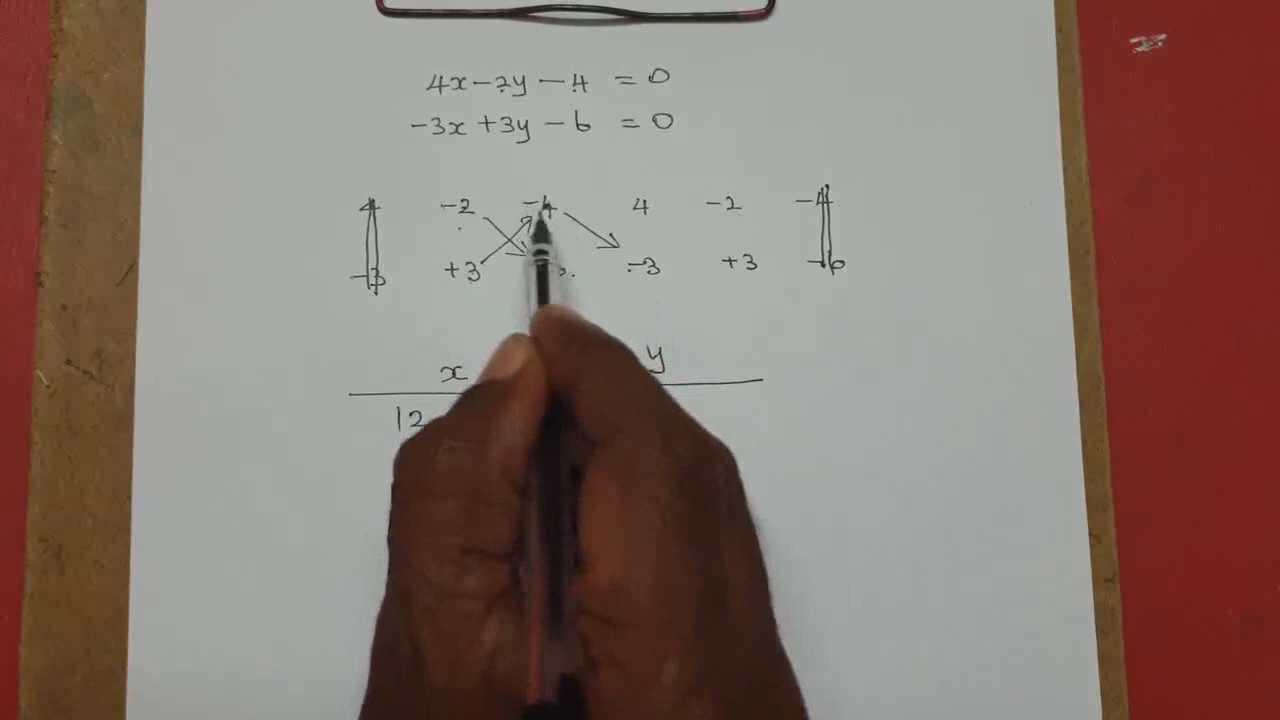 4x-2y-4 = 0
-3x+3y-6 = 0
4 -2 -4 4 -2 -4
-3 +3 -3 +3 -6
x y
12